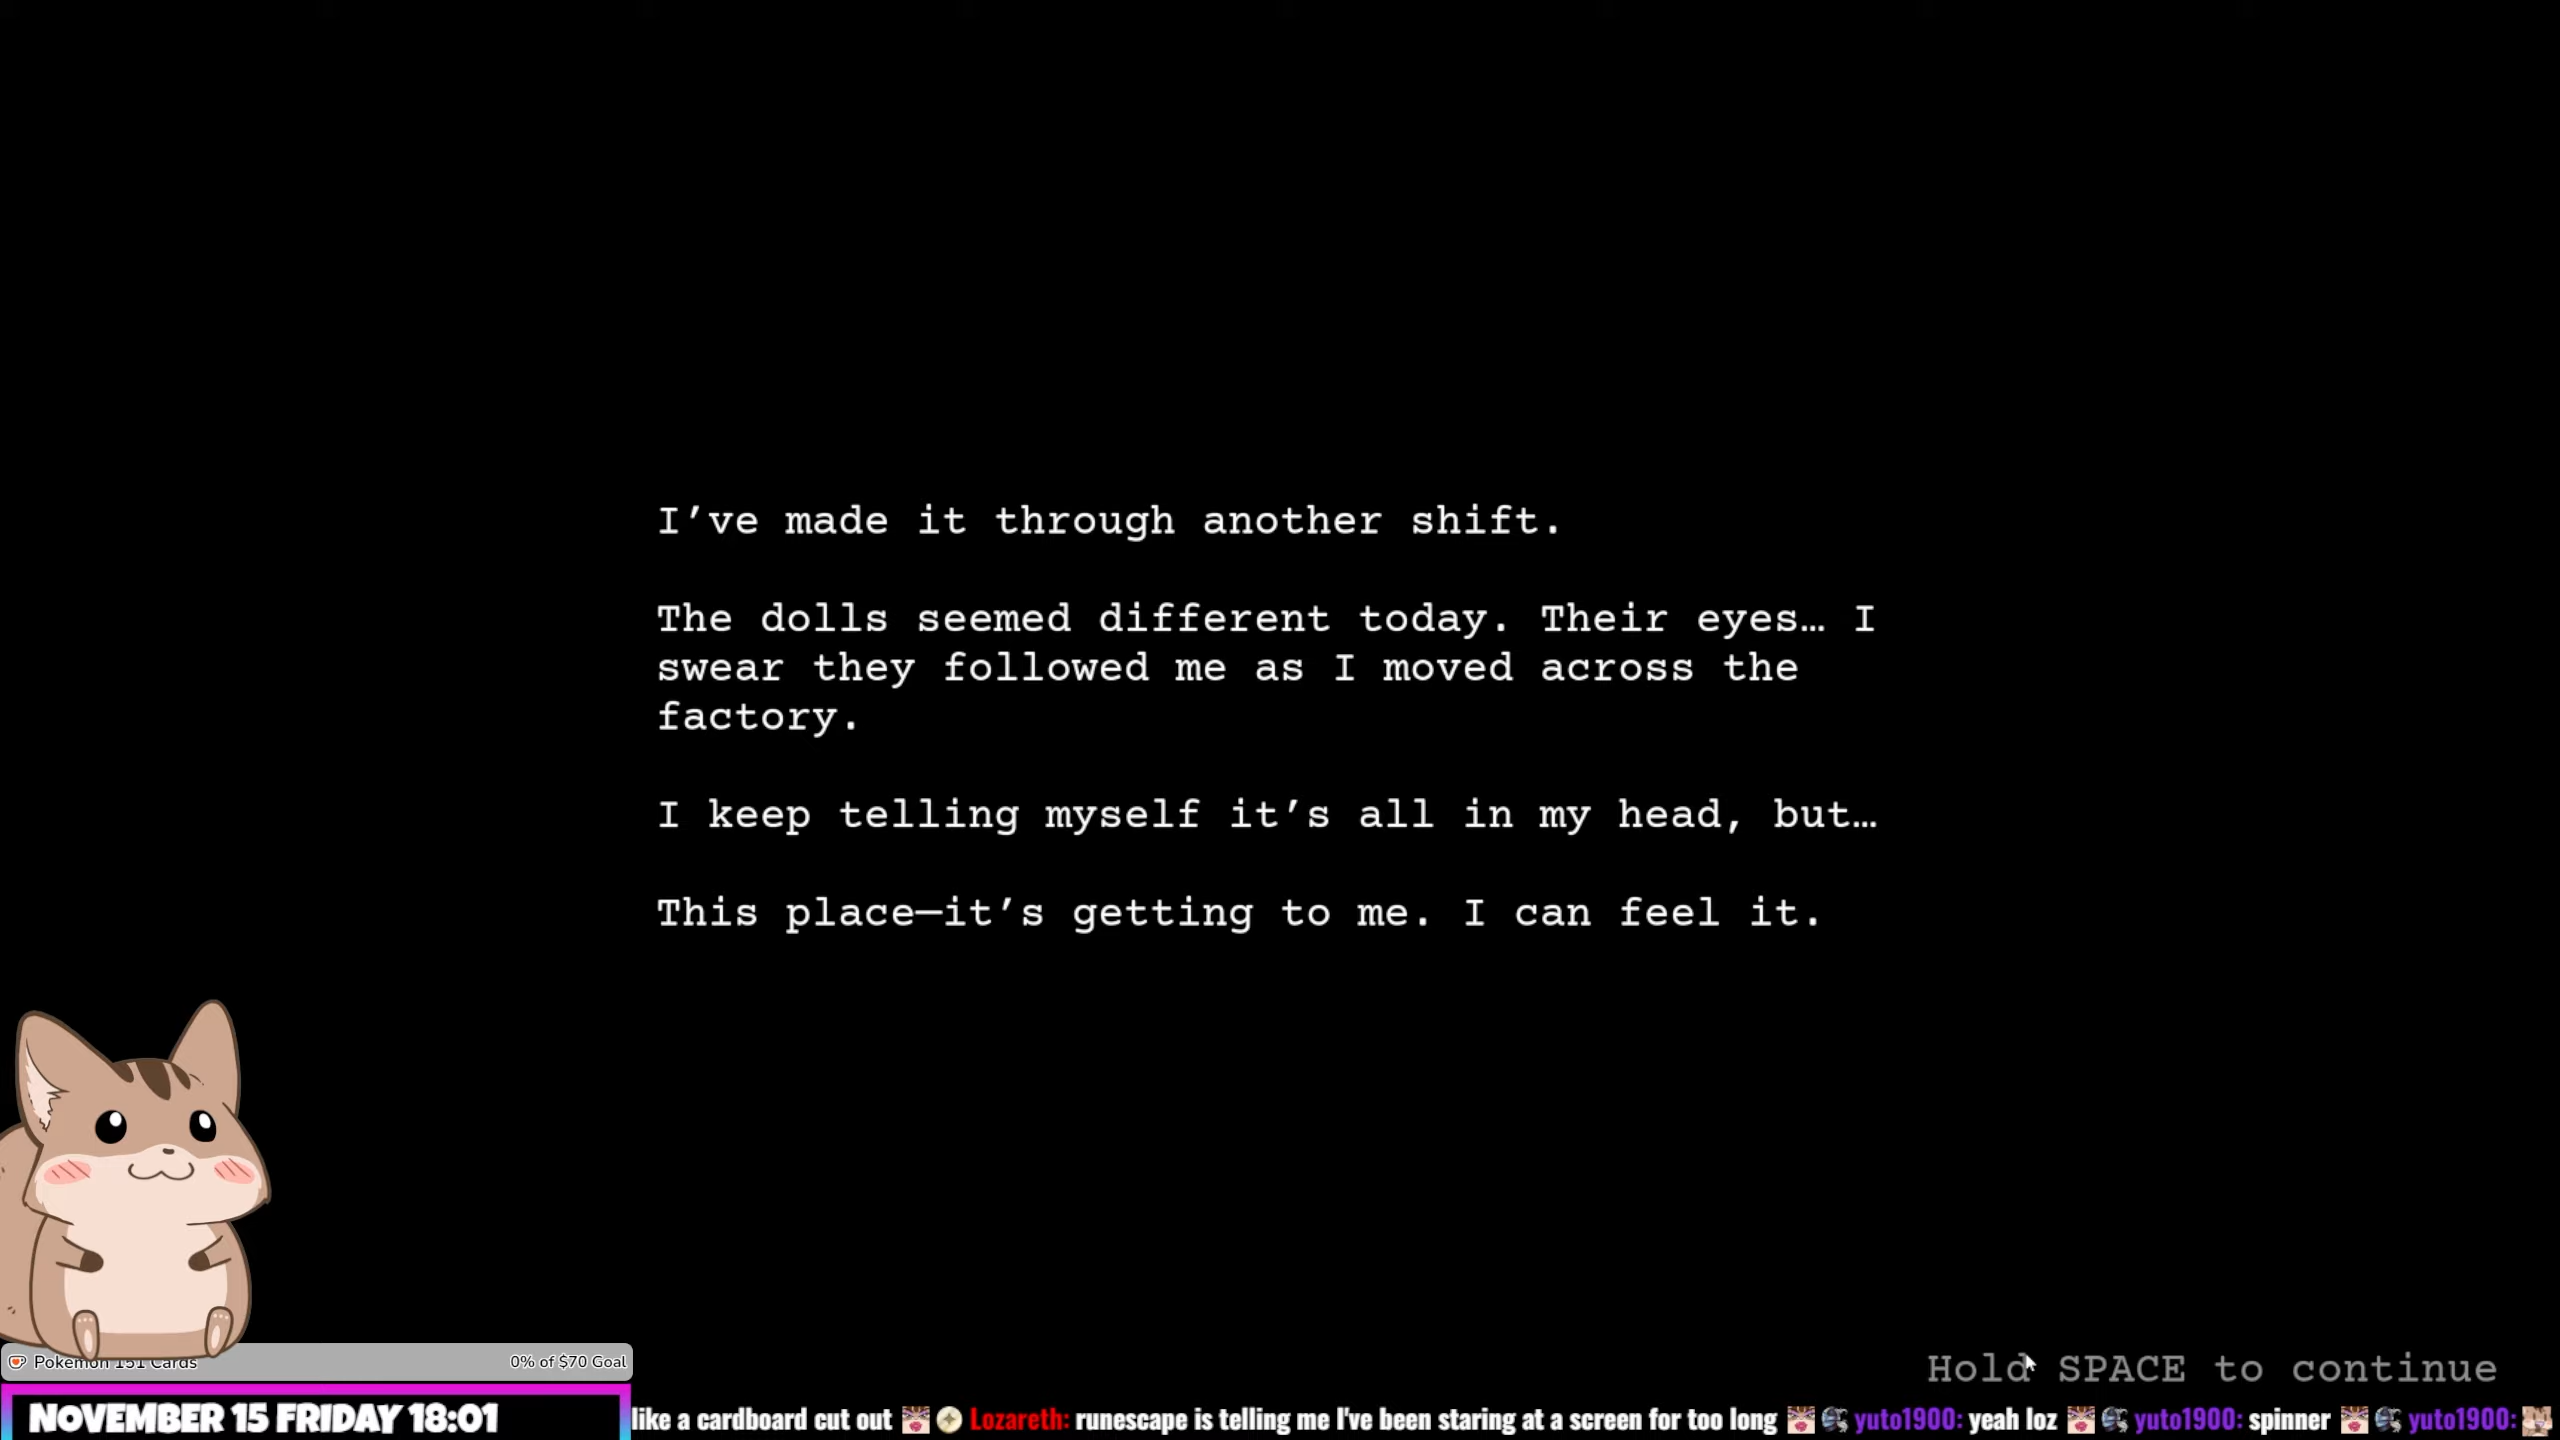 I’ve made it through another shift.
The dolls seemed different today. Their eyes… I
swear they followed me as I moved across the
factory.
I keep telling myself it’s all in my head, but…
This place—it’s getting to me. I can feel it.
Hold SPACE to continue
Pokemon 151 Cards 0% of $70 Goal
NOVEMBER 15 FRIDAY 18:01
like a cardboard cut out Lozareth: runescape is telling me I've been staring at a screen for too long yuto1900: yeah loz yuto1900: spinner yuto1900: